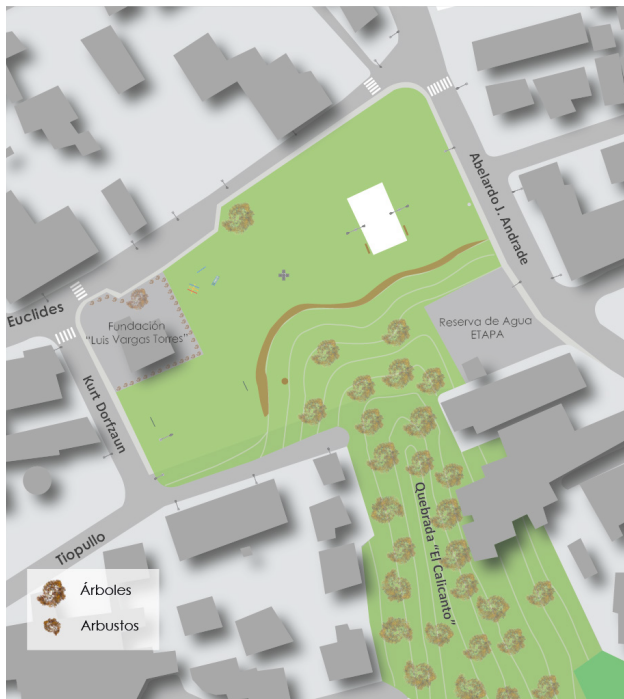 Abelardo J. Andrade
Euclides
Fundación
"Luis Vargas Torres"
Reserva de Agua
ETAPA
Kurt Dorfzaun
Quebrada "El Calicanto"
Tiopullo
Árboles
Arbustos